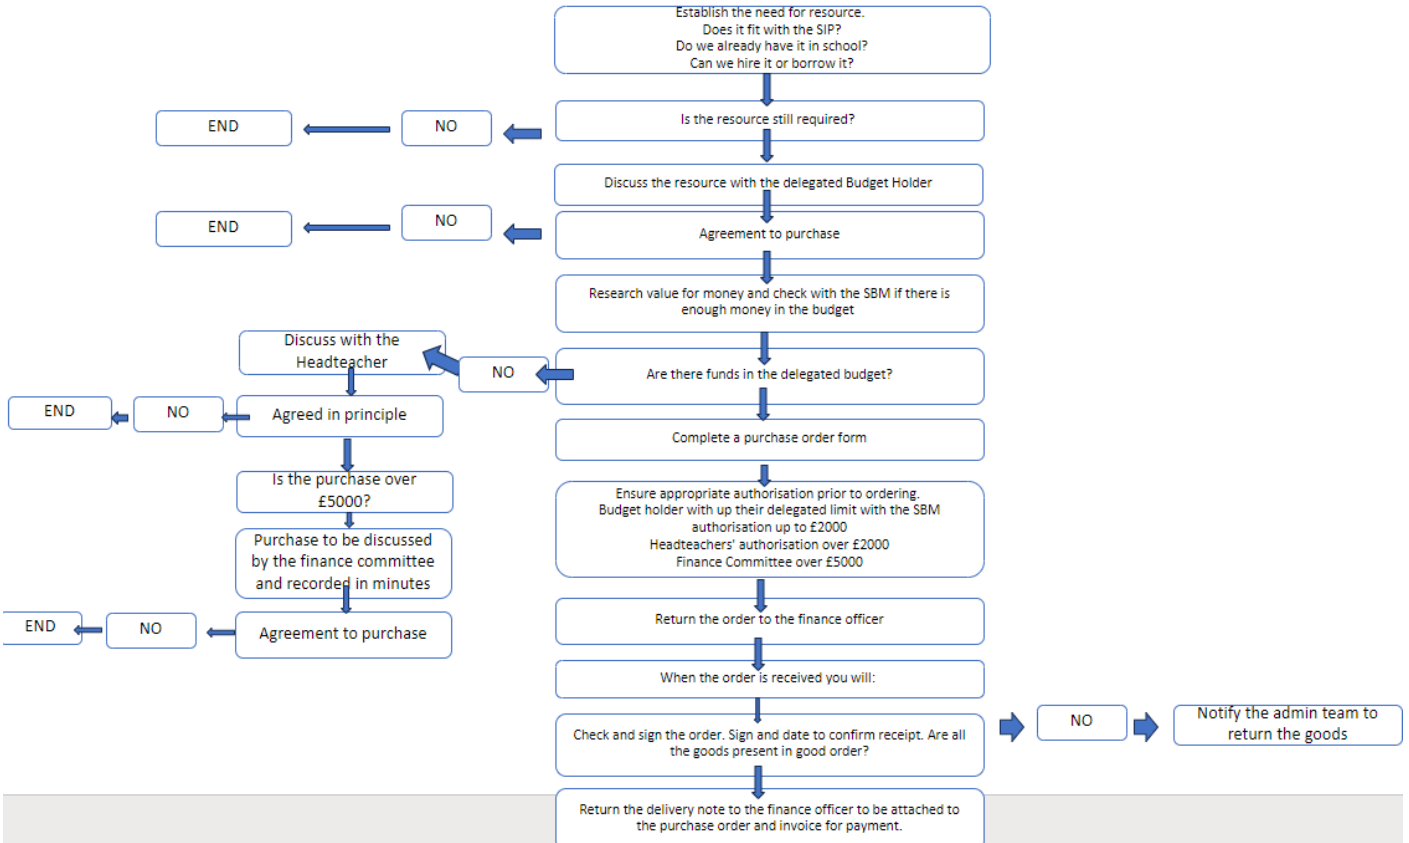 Establish the need for resource.
Does it fit with the SIP?
Do we already have it in school?
Can we hire it or borrow it?
END
NO
Is the resource still required?
Discuss the resource with the delegated Budget Holder
END
NO
Agreement to purchase
Research value for money and check with the SBM if there is
enough money in the budget
Discuss with the
Headteacher
NO
Are there funds in the delegated budget?
END
NO
Agreed in principle
Complete a purchase order form
Is the purchase over
£5000?
Ensure appropriate authorisation prior to ordering.
Budget holder with up their delegated limit with the SBM
authorisation up to £2000
Headteachers' authorisation over £2000
Finance Committee over £5000
Purchase to be discussed
by the finance committee
and recorded in minutes
END
NO
Agreement to purchase
Return the order to the finance officer
When the order is received you will:
Check and sign the order. Sign and date to confirm receipt. Are all
the goods present in good order?
NO
Notify the admin team to
return the goods
Return the delivery note to the finance officer to be attached to
the purchase order and invoice for payment.